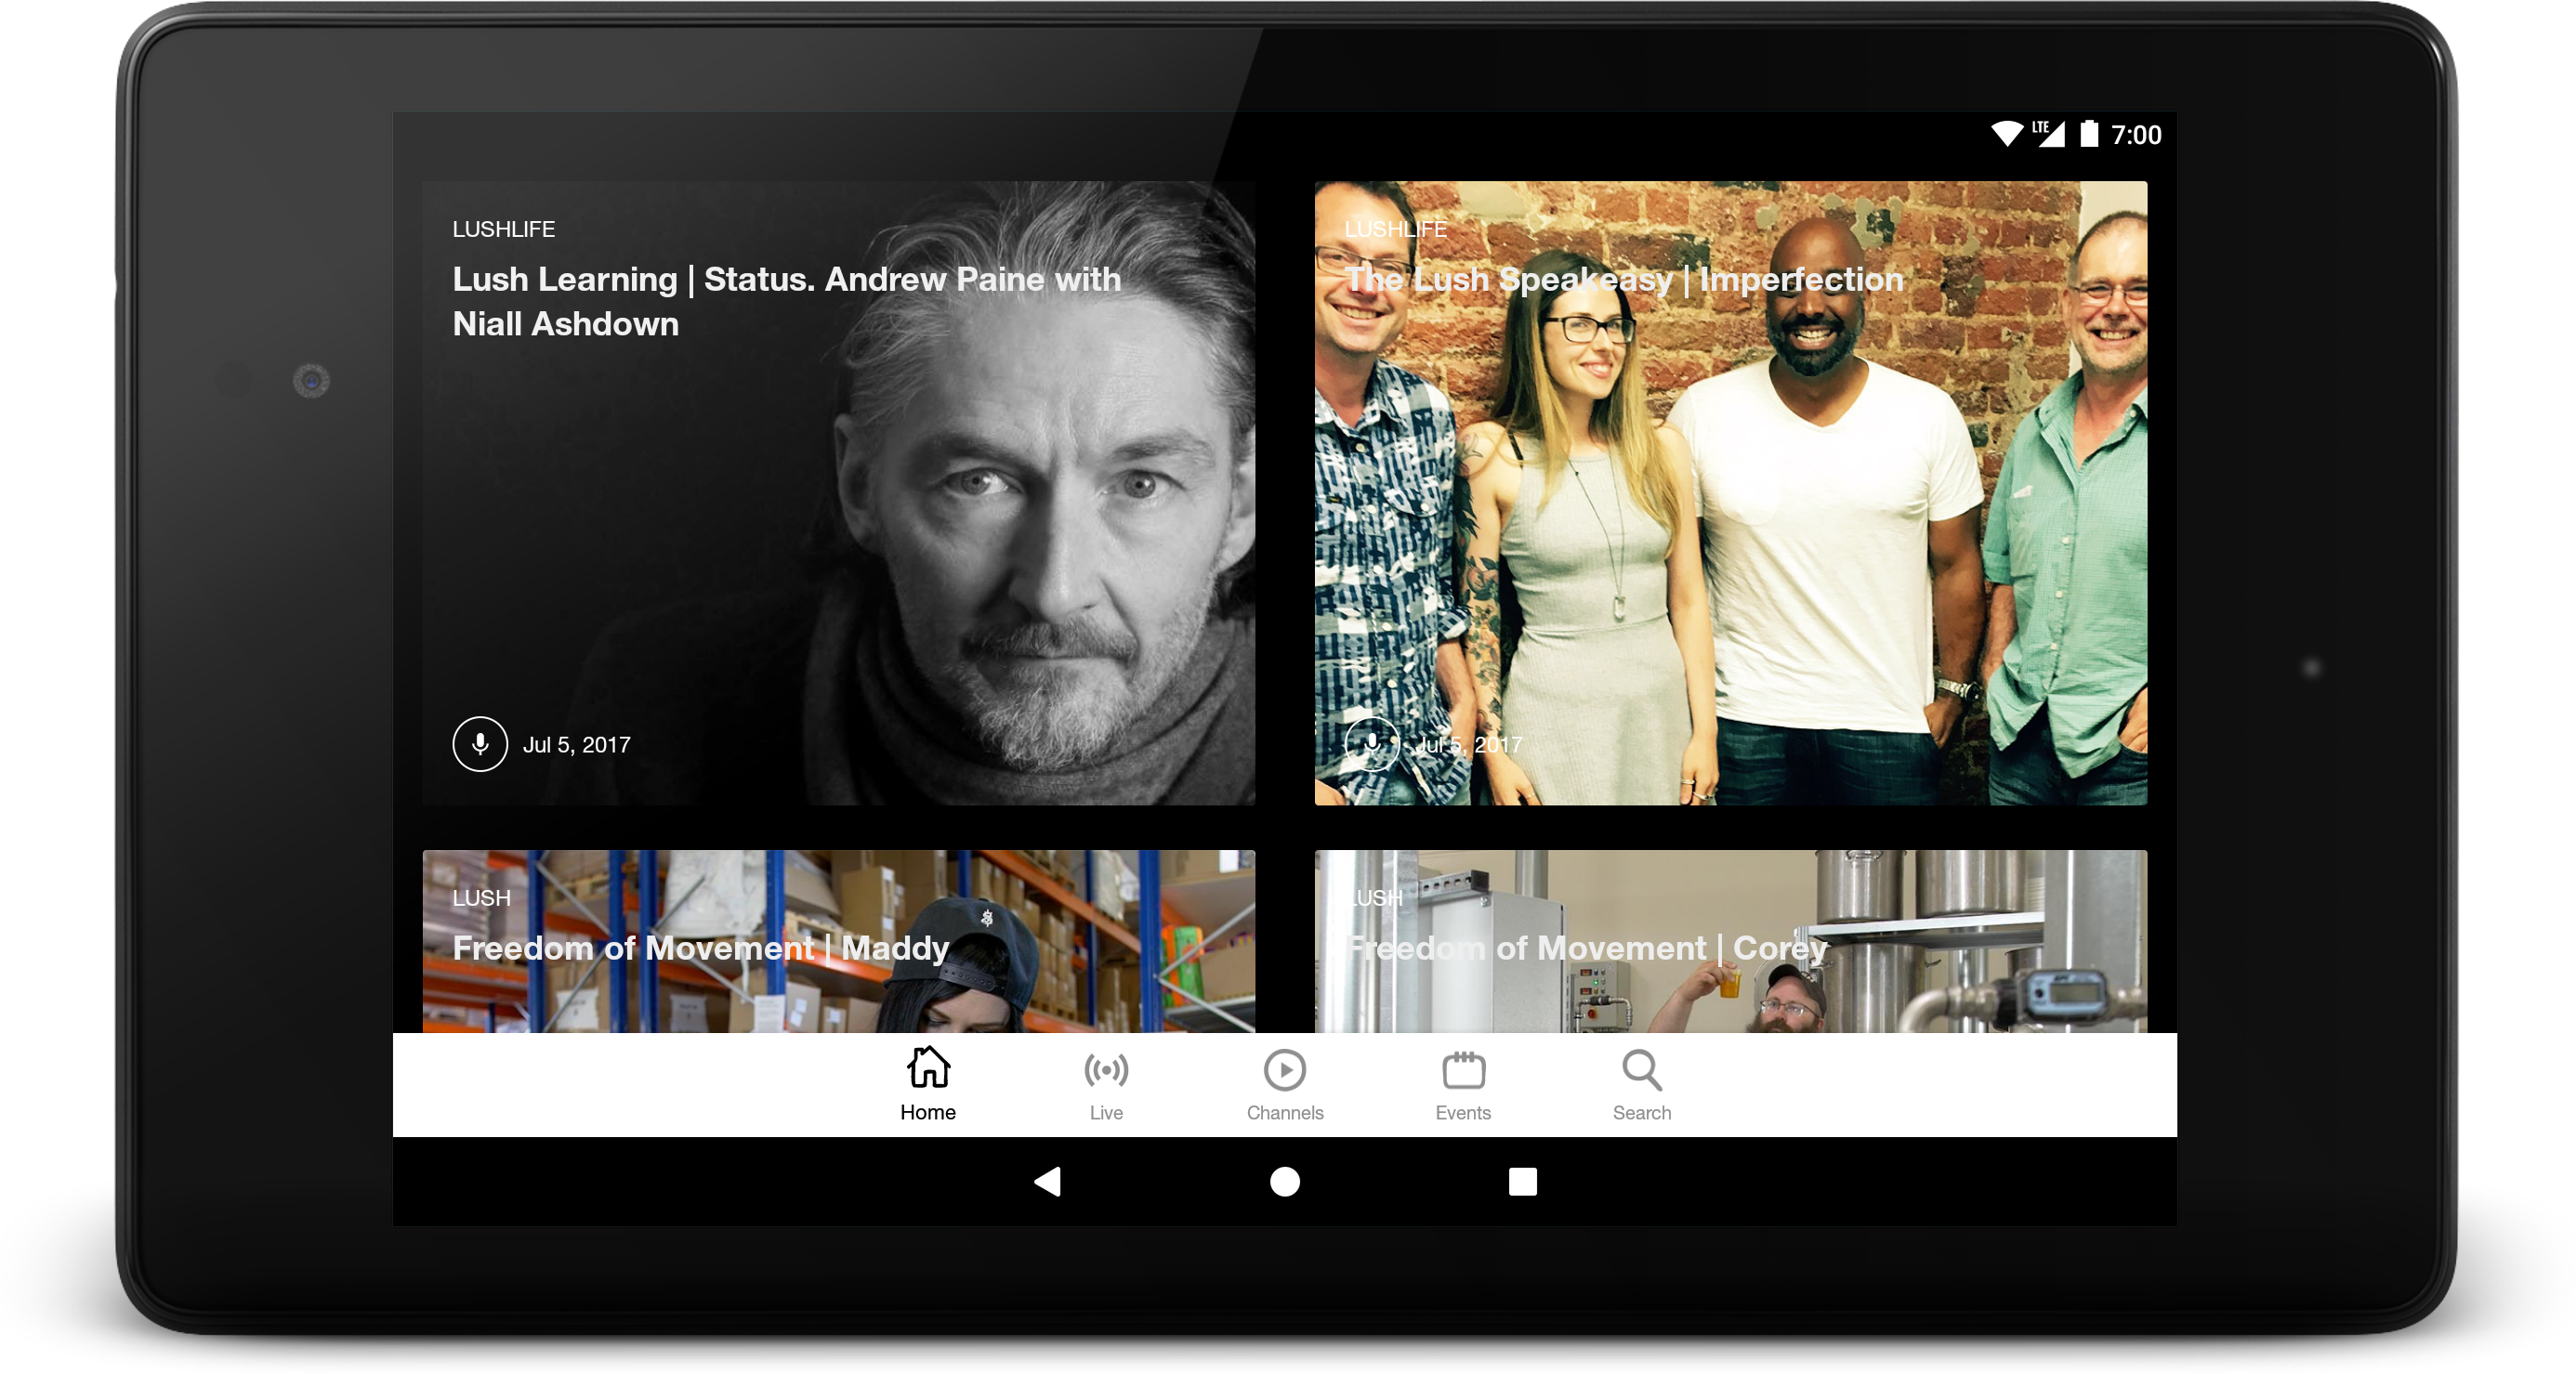 LTE 7:00
LUSHLIFE
Lush Learning | Status. Andrew Paine with
Niall Ashdown
Jul 5, 2017
LUSHLIFE
The Lush Speakeasy | Imperfection
Jul 5, 2017
LUSH
Freedom of Movement | Maddy
LUSH
Freedom of Movement | Corey
Home
Live
Channels
Events
Search